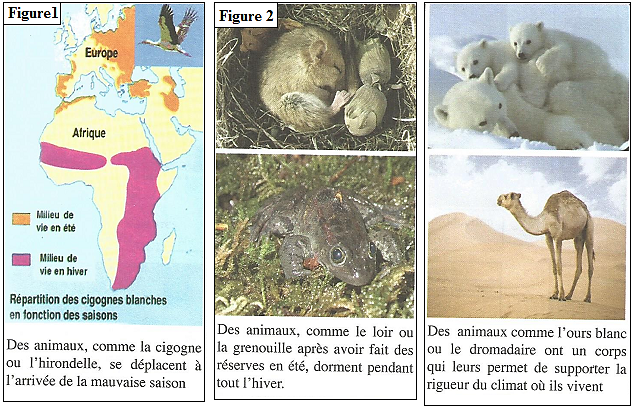 Figure1
Europe
Afrique
Milieu de
vie en été
Milieu de
vie en hiver
Répartition des cigognes blanches
en fonction des saisons
Des animaux, comme la cigogne
ou l'hirondelle, se déplacent à
l'arrivée de la mauvaise saison
Figure 2
Des animaux, comme le loir ou
la grenouille après avoir fait des
réserves en été, dorment pendant
tout l'hiver.
Des animaux comme l'ours blanc
ou le dromadaire ont un corps
qui leurs permet de supporter la
rigueur du climat où ils vivent